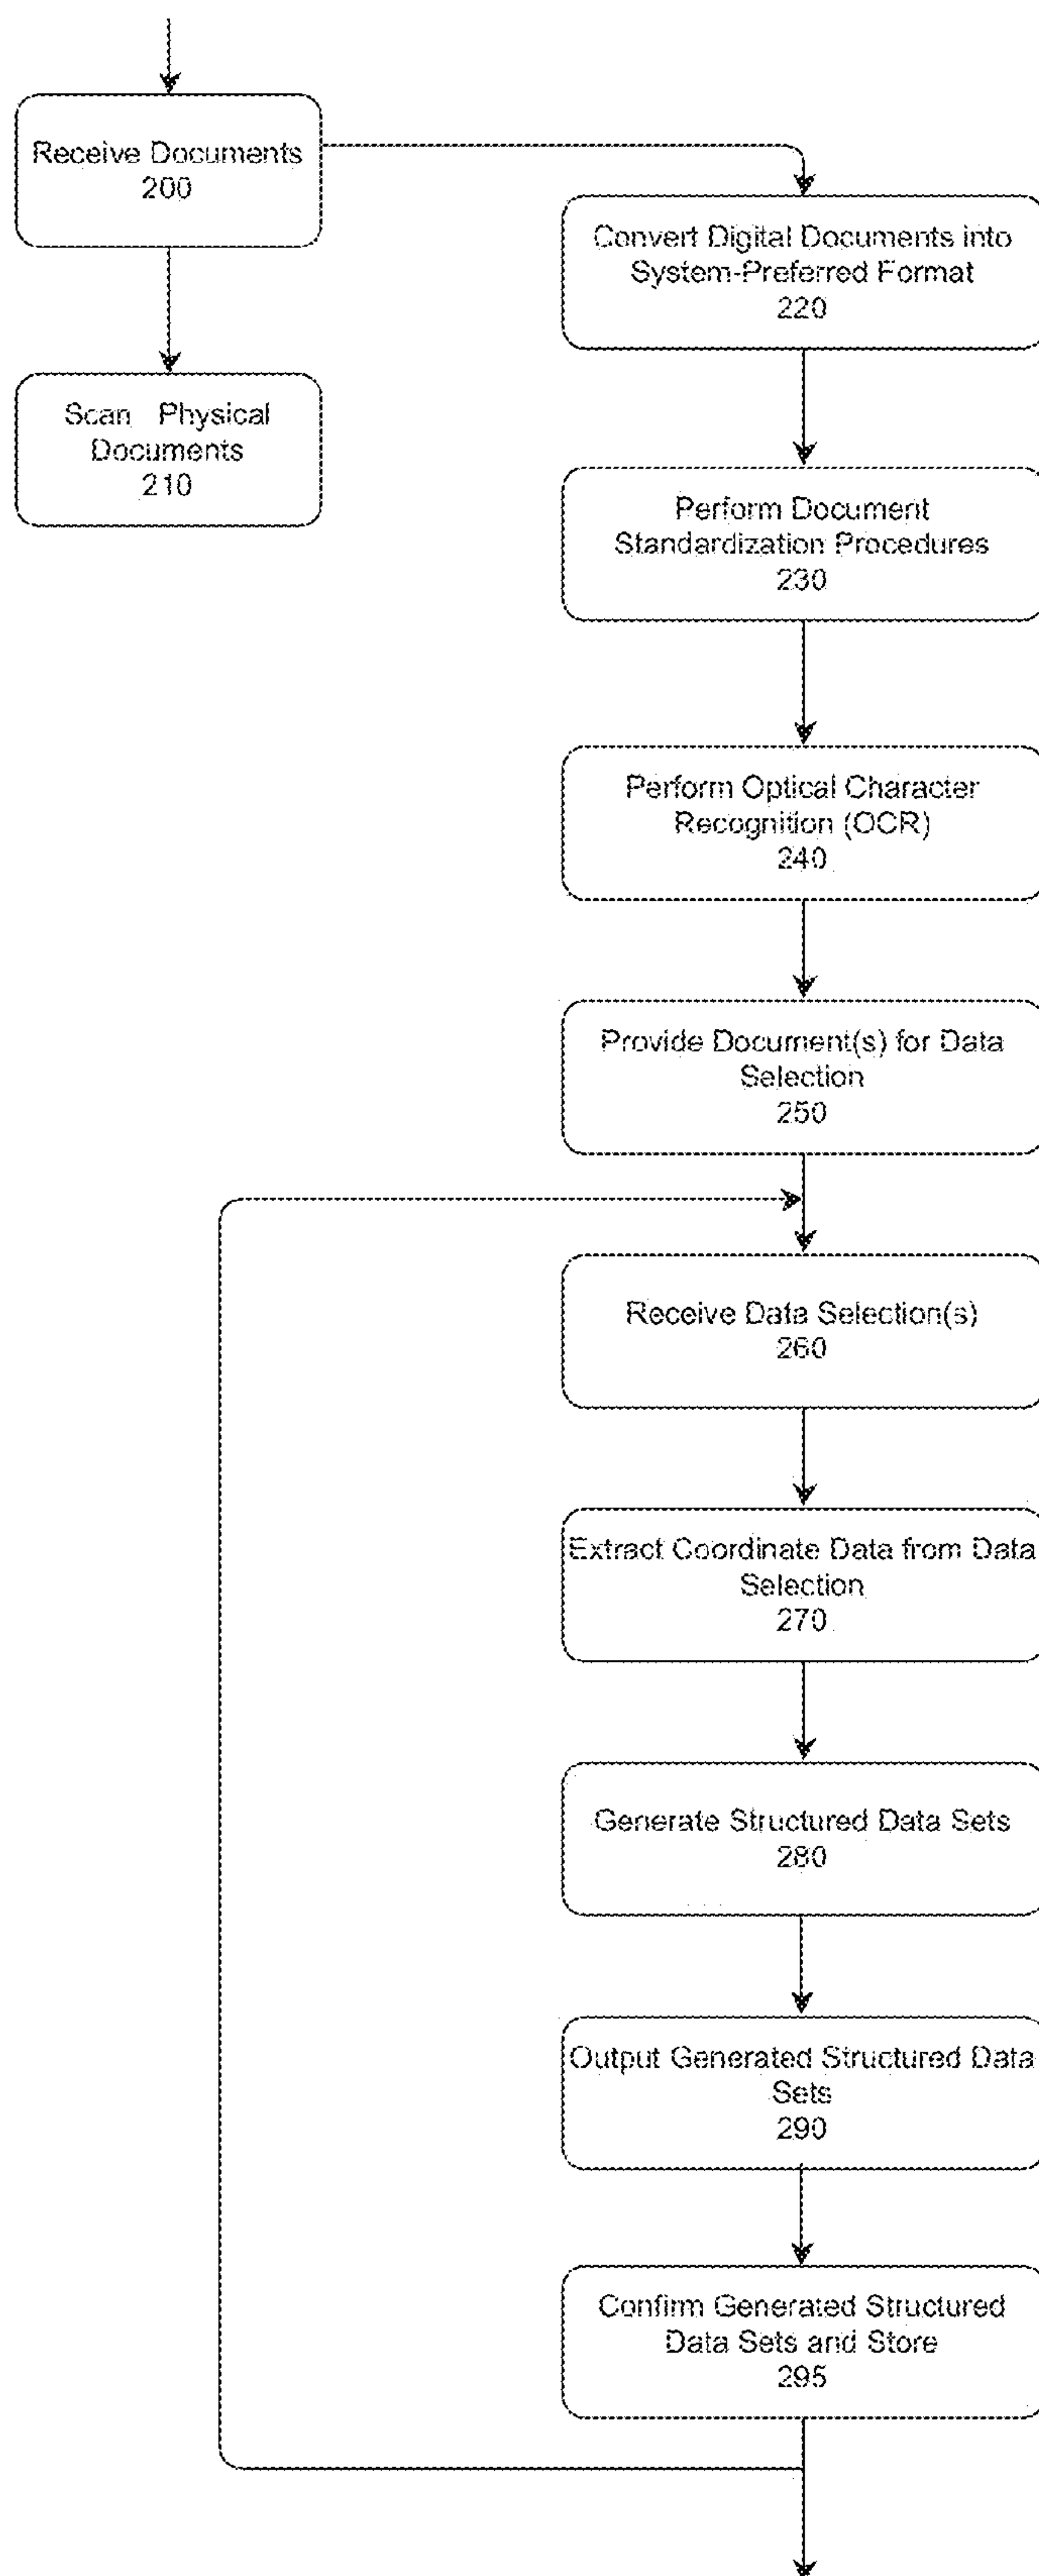 Receive Documents
200
Convert Digital Documents into
System-Preferred Format
220
Scan Physical
Documents
210
Perform Document
Standardization Procedures
230
Perform Optical Character
Recognition (OCR)
240
Provide Document(s) for Data
Selection
250
Receive Data Selection(s)
260
Extract Coordinate Data from Data
Selection
270
Generate Structured Data Sets
280
Output Generated Structured Data
Sets
290
Confirm Generated Structured
Data Sets and Store
295